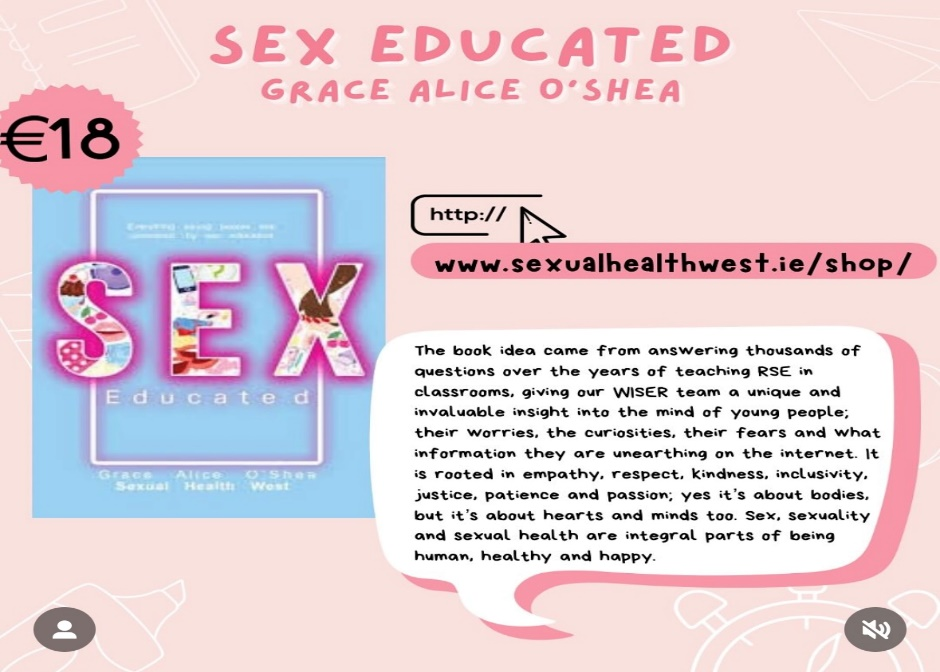 SEX EDUCATED
GRACE ALICE O'SHEA
€18
Everything young people are
SEX
Educated
Grace Alice O'Shea
Sexual Health West
http://
www.sexualhealthwest.ie/shop/
The book idea came from answering thousands of
questions over the years of teaching RSE in
classrooms, giving our WISER team a unique and
invaluable insight into the mind of young people;
their worries, the curiosities, their fears and what
information they are unearthing on the internet. It
is rooted in empathy, respect, kindness, inclusivity,
justice, patience and passion; yes it's about bodies,
but it's about hearts and minds too. Sex, sexuality
and sexual health are integral parts of being
human, healthy and happy.